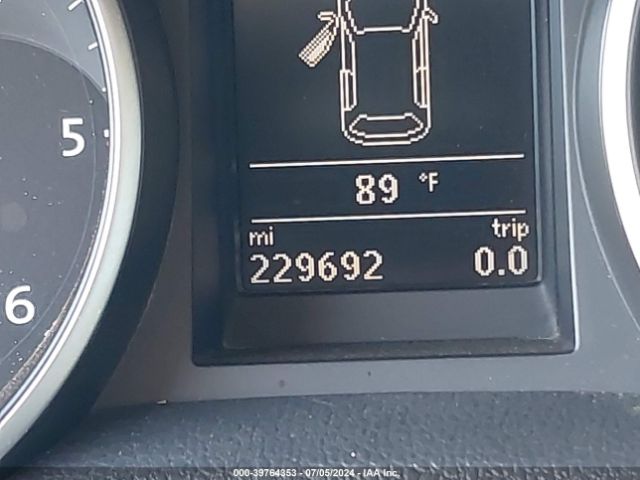 5
89 °F
mi trip
229692 0.0
6
000-39764353 - 07/05/2024 - IAA Inc.